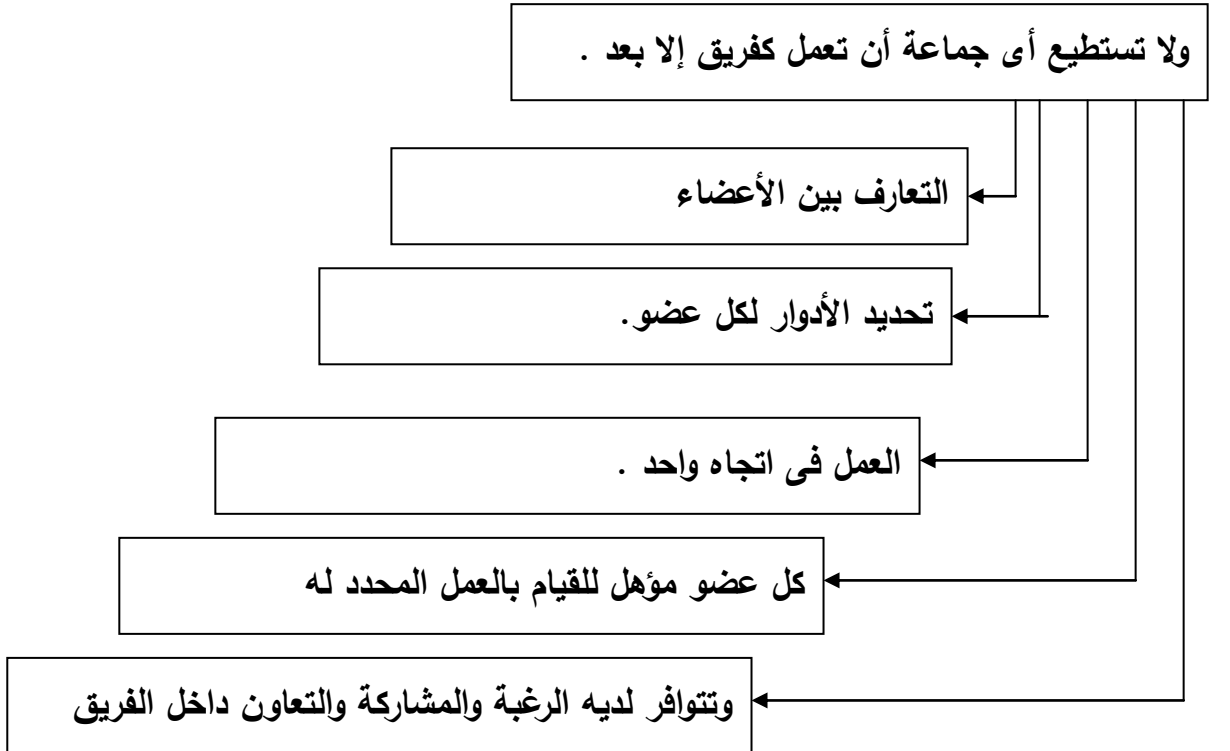 ولا تستطيع أى جماعة أن تعمل كفريق إلا بعد .
التعارف بين الأعضاء
تحديد الأدوار لكل عضو.
العمل فى اتجاه واحد .
كل عضو مؤهل للقيام بالعمل المحدد له
وتتوافر لديه الرغبة والمشاركة والتعاون داخل الفريق